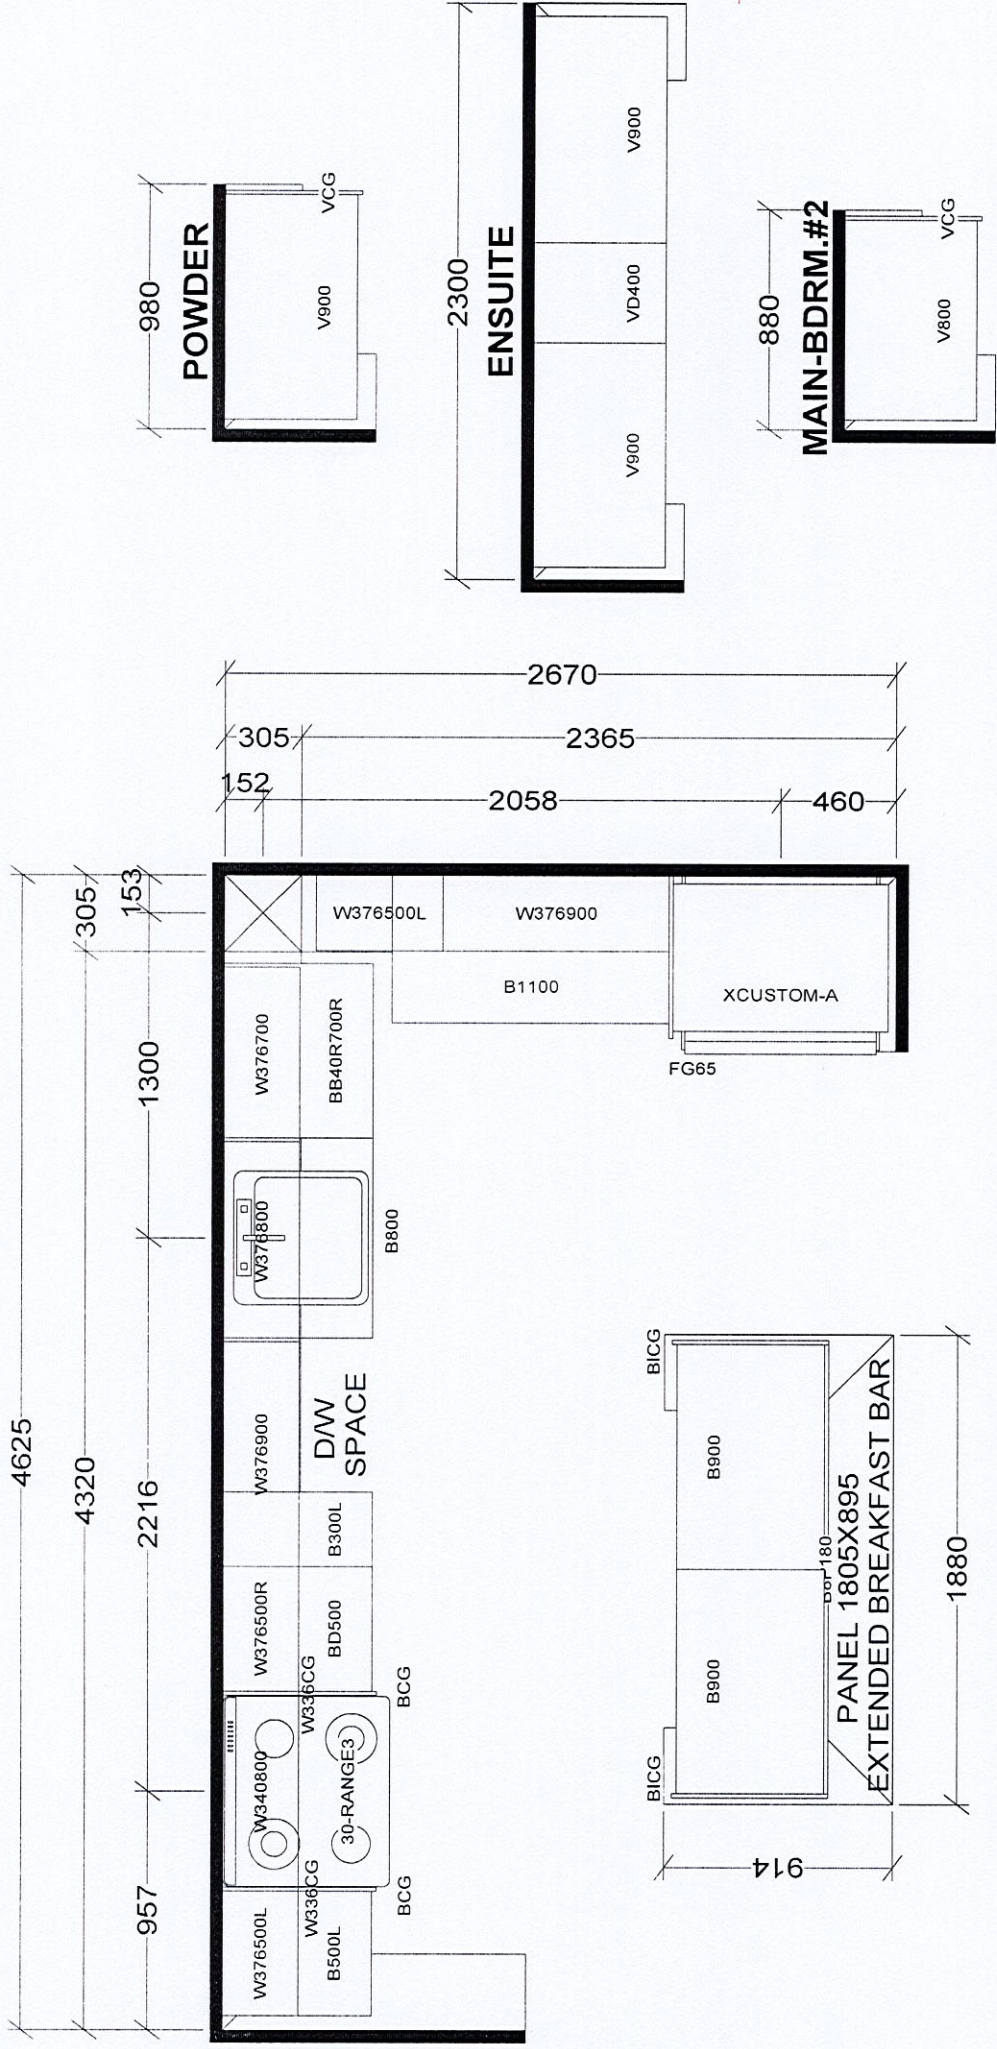 980
POWDER
VCG
V900
2300
ENSUITE
V900
VD400
V900
880
MAIN-BDRM.#2
VCG
V800
2670
305
2365
152
2058
460
4625
4320
305
153
1300
2216
957
W376500L
W376900
B1100
XCUSTOM-A
FG65
W376700
BB40R700R
W376800
B800
W376900
D/W
SPACE
B300L
W376500R
BD500
W336CG
BCG
W340800
30-RANGE3
W336CG
BCG
W376500L
B500L
BICG
B900
B900
BICG
PANEL 1805X895
EXTENDED BREAKFAST BAR
1880
914